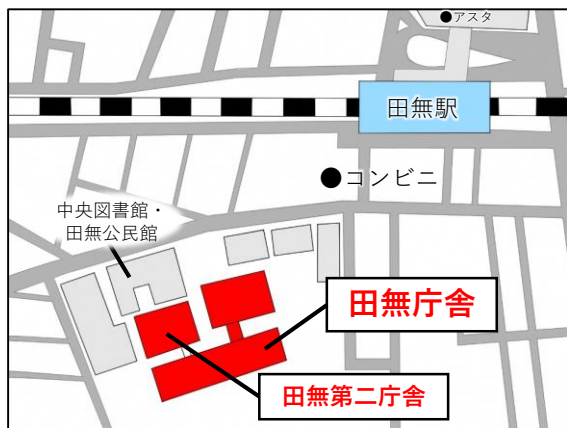 ●アスタ
田無駅
●コンビニ
中央図書館・
田無公民館
田無庁舎
田無第二庁舎